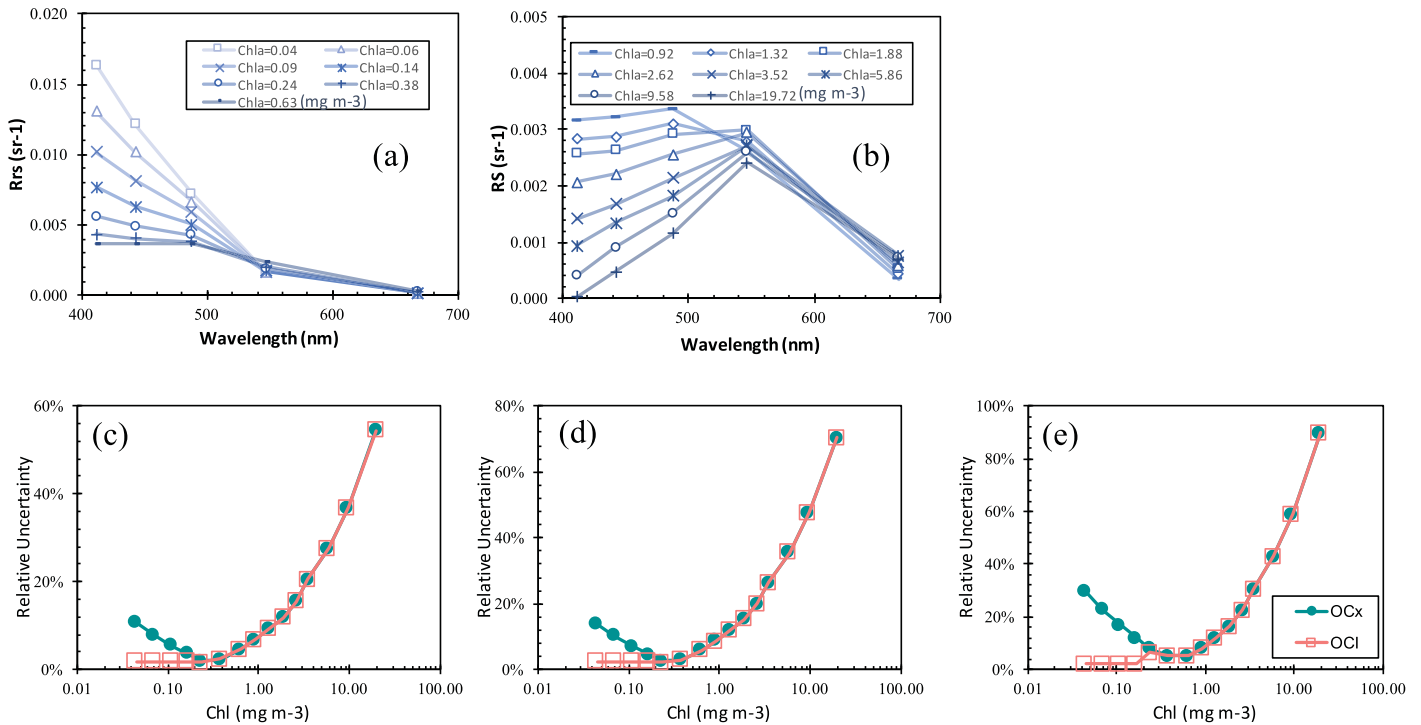 0.020
0.015
0.010
0.005
0.000
Rrs (sr-1)
Chla=0.04 Chla=0.06
Chla=0.09 Chla=0.14
Chla=0.24 Chla=0.38
Chla=0.63 (mg m-3)
(a)
400 500 600 700
Wavelength (nm)
0.005
0.004
0.003
0.002
0.001
0.000
RS (sr-1)
Chla=0.92 Chla=1.32 Chla=1.88
Chla=2.62 Chla=3.52 Chla=5.86
Chla=9.58 Chla=19.72 (mg m-3)
(b)
400 500 600 700
Wavelength (nm)
60%
40%
20%
0%
Relative Uncertainty
(c)
0.01 0.10 1.00 10.00 100.00
Chl (mg m-3)
80%
60%
40%
20%
0%
Relative Uncertainty
(d)
0.01 0.10 1.00 10.00 100.00
Chl (mg m-3)
100%
80%
60%
40%
20%
0%
Relative Uncertainty
(e)
OCx
OCI
0.01 0.10 1.00 10.00 100.00
Chl (mg m-3)